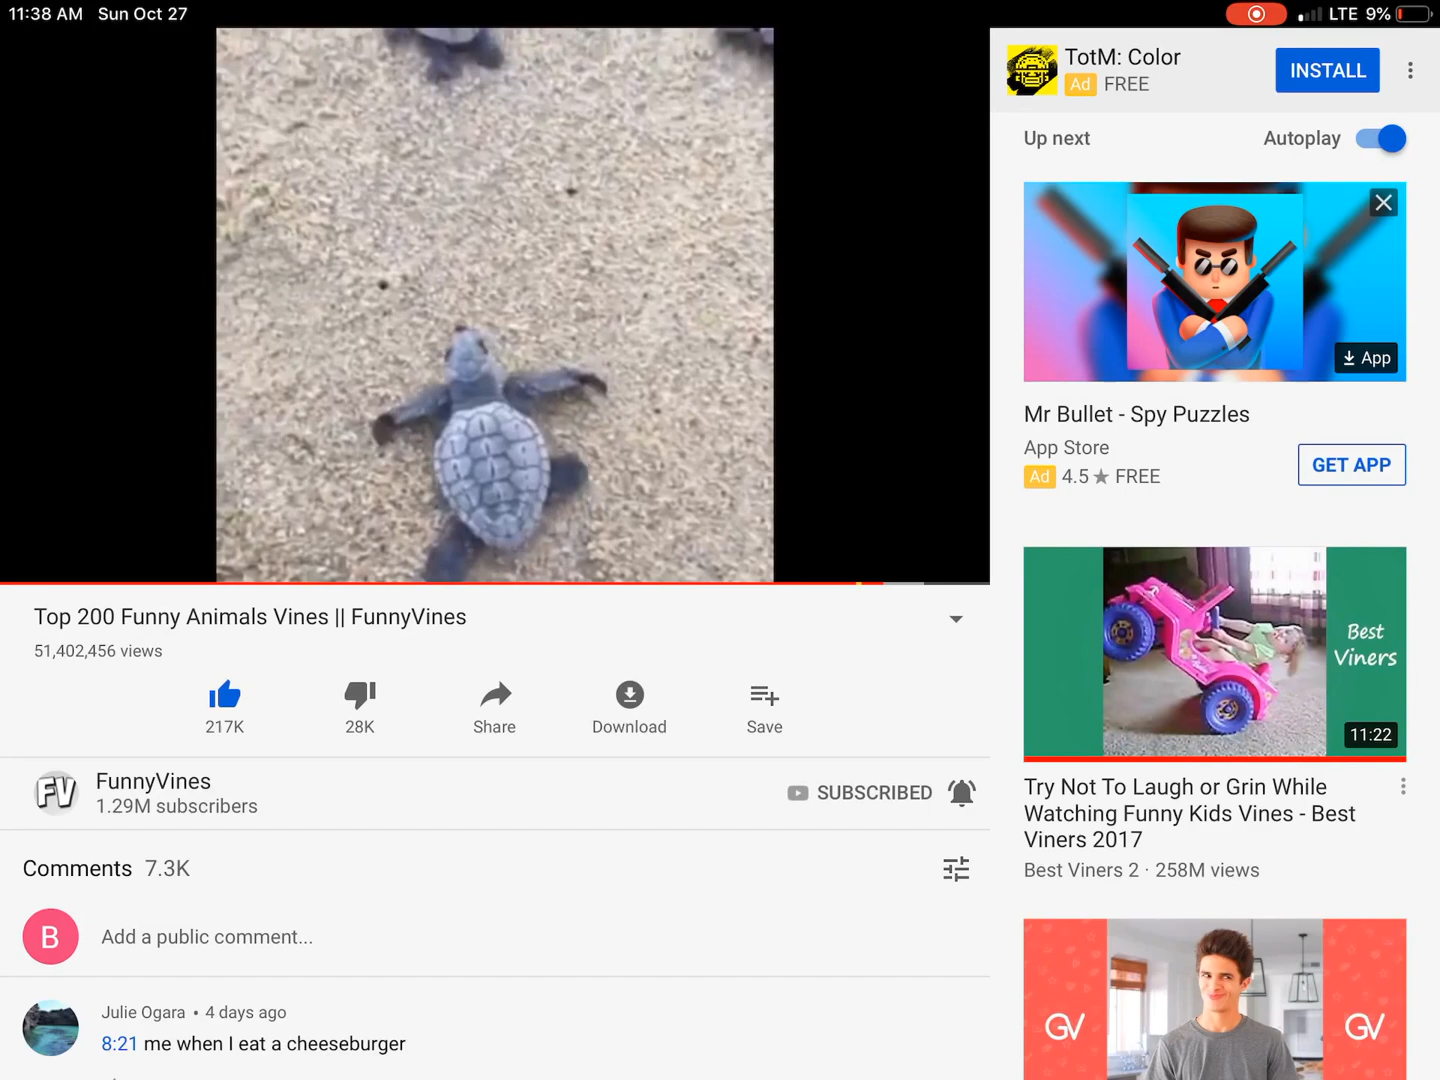 11:38 AM Sun Oct 27
LTE 9%
TotM: Color
Ad FREE
INSTALL
Up next
Autoplay
App
Mr Bullet - Spy Puzzles
App Store
Ad 4.5 ★ FREE
GET APP
Best
Viners
11:22
Try Not To Laugh or Grin While
Watching Funny Kids Vines - Best
Viners 2017
Best Viners 2 · 258M views
GV
GV
Top 200 Funny Animals Vines || FunnyVines
51,402,456 views
217K
28K
Share
Download
Save
FV
FunnyVines
1.29M subscribers
SUBSCRIBED
Comments 7.3K
B
Add a public comment...
Julie Ogara • 4 days ago
8:21 me when I eat a cheeseburger